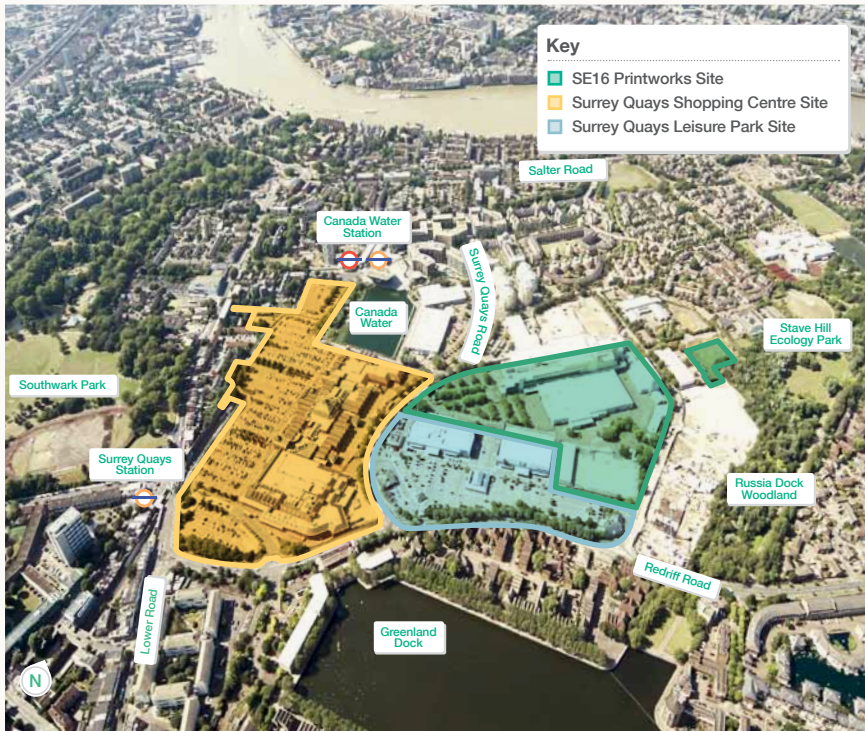 Key
SE16 Printworks Site
Surrey Quays Shopping Centre Site
Surrey Quays Leisure Park Site
Salter Road
Canada Water
Station
Surrey Quays Road
Canada
Water
Stave Hill
Ecology Park
Southwark Park
Surrey Quays
Station
Russia Dock
Woodland
Redriff Road
Lower Road
Greenland
Dock
N